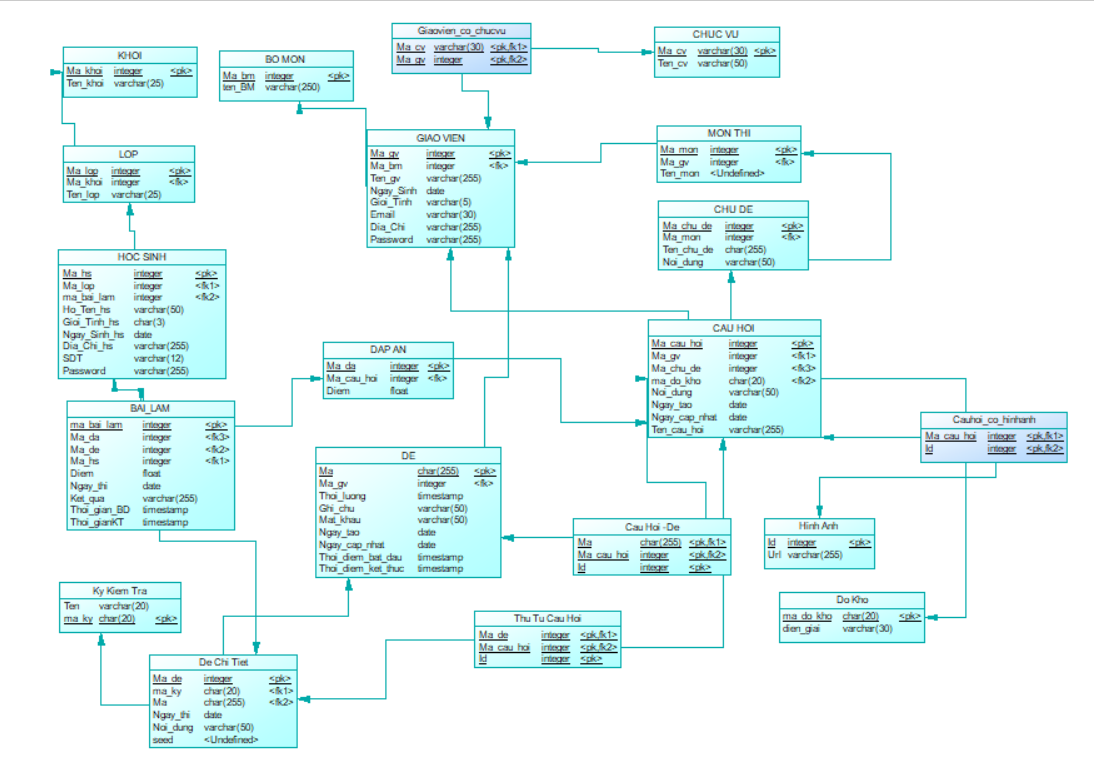 Giaovien_co_chucvu
Ma_cv varchar(30) <pk,fk1>
Ma_gv integer <pk,fk2>
CHUC VU
Ma_cv varchar(30) <pk>
Ten_cv varchar(50)
KHOI
Ma_khoi integer <pk>
Ten_khoi varchar(25)
BO MON
Ma_bm integer <pk>
ten_BM varchar(250)
GIAO VIEN
Ma_gv integer <pk>
Ma_bm integer <fk>
Ten_gv varchar(255)
Ngay_Sinh date
Gioi_Tinh varchar(5)
Email varchar(30)
Dia_Chi varchar(255)
Password varchar(255)
MON THI
Ma_mon integer <pk>
Ma_gv integer <fk>
Ten_mon <Undefined>
LOP
Ma_lop integer <pk>
Ma_khoi integer <fk>
Ten_lop varchar(25)
CHU DE
Ma_chu_de integer <pk>
Ma_mon integer <fk>
Ten_chu_de char(255)
Noi_dung varchar(50)
HOC SINH
Ma_hs integer <pk>
Ma_lop integer <fk1>
ma_bai_lam integer <fk2>
Ho_Ten_hs varchar(50)
Gioi_Tinh_hs char(3)
Ngay_Sinh_hs date
Dia_Chi_hs varchar(255)
SDT varchar(12)
Password varchar(255)
CAU HOI
Ma_cau_hoi integer <pk>
Ma_gv integer <fk1>
Ma_chu_de integer <fk3>
ma_do_kho char(20) <fk2>
Noi_dung varchar(50)
Ngay_tao date
Ngay_cap_nhat date
Ten_cau_hoi varchar(255)
DAP AN
Ma_da integer <pk>
Ma_cau_hoi integer <fk>
Diem float
BAI_LAM
ma_bai_lam integer <pk>
Ma_da integer <fk3>
Ma_de integer <fk2>
Ma_hs integer <fk1>
Diem float
Ngay_thi date
Ket_qua varchar(255)
Thoi_gian_BD timestamp
Thoi_gianKT timestamp
Cauhoi_co_hinhanh
Ma_cau_hoi integer <pk,fk1>
Id integer <pk,fk2>
DE
Ma char(255) <pk>
Ma_gv integer <fk>
Thoi_luong timestamp
Ghi_chu varchar(50)
Mat_khau varchar(50)
Ngay_tao date
Ngay_cap_nhat date
Thoi_diem_bat_dau timestamp
Thoi_diem_ket_thuc timestamp
Cau Hoi -De
Ma char(255) <pk,fk1>
Ma_cau_hoi integer <pk,fk2>
Id integer <pk>
Hinh Anh
Id integer <pk>
Url varchar(255)
Ky Kiem Tra
Ten varchar(20)
ma_ky char(20) <pk>
Do Kho
ma_do_kho char(20) <pk>
dien_giai varchar(30)
Thu Tu Cau Hoi
Ma_de integer <pk,fk1>
Ma_cau_hoi integer <pk,fk2>
Id integer <pk>
De Chi Tiet
Ma_de integer <pk>
ma_ky char(20) <fk1>
Ma char(255) <fk2>
Ngay_thi date
Noi_dung varchar(50)
seed <Undefined>